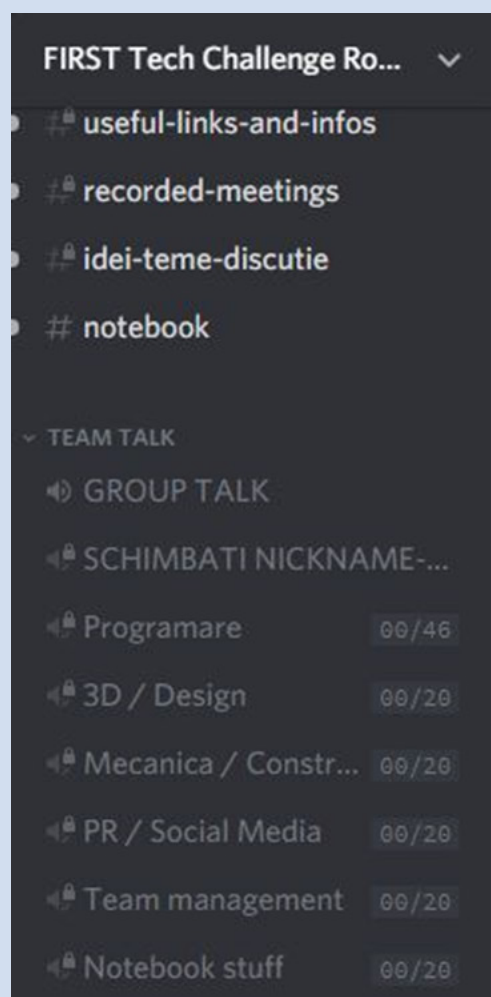 FIRST Tech Challenge Ro...
# useful-links-and-infos
# recorded-meetings
# idei-teme-discutie
# notebook
TEAM TALK
GROUP TALK
SCHIMBATI NICKNAME-...
Programare 00/46
3D / Design 00/20
Mecanica / Constr... 00/20
PR / Social Media 00/20
Team management 00/20
Notebook stuff 00/20